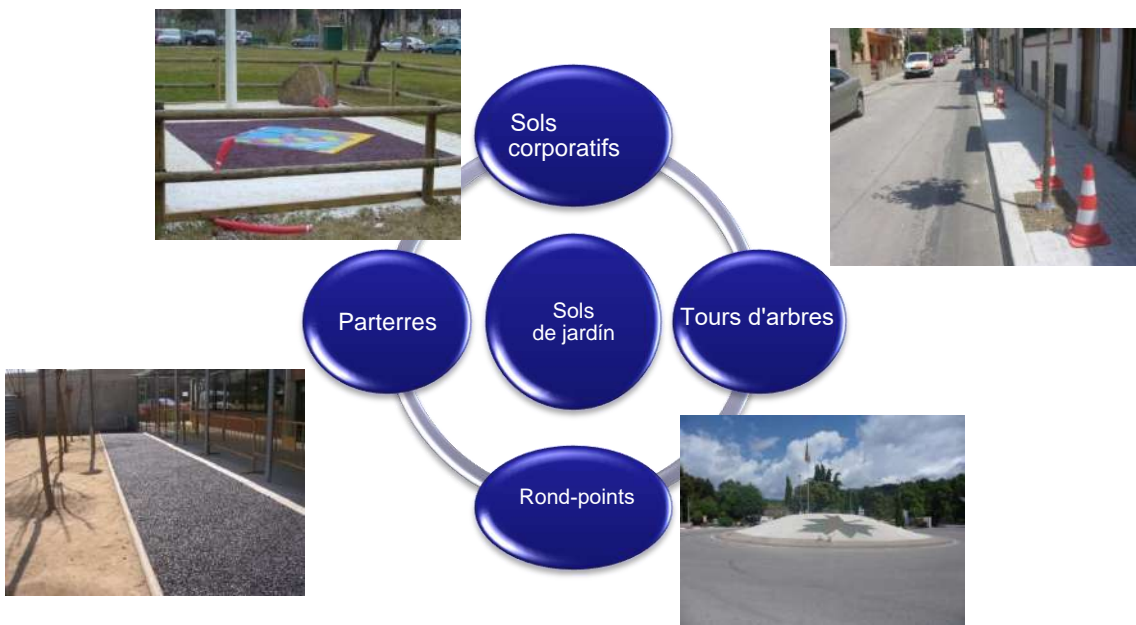 Sols
corporatifs
Parterres
Sols
de jardín
Tours d'arbres
Rond-points